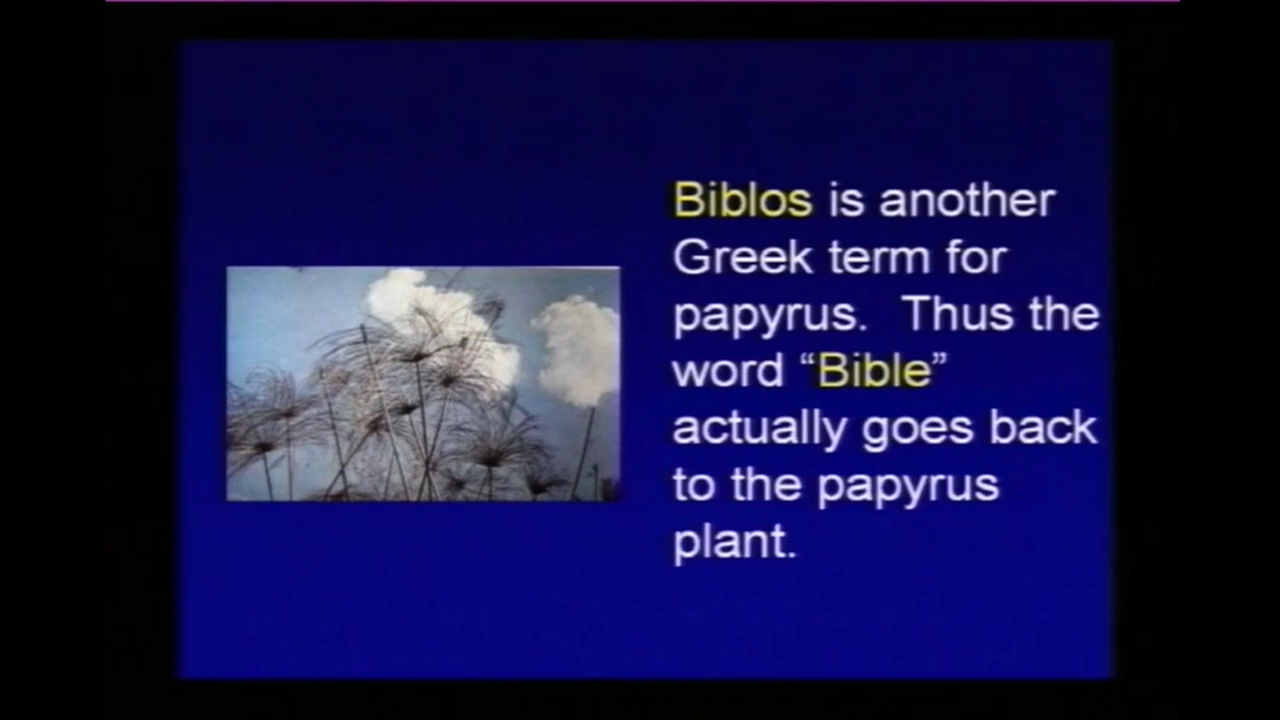 Biblos is another
Greek term for
papyrus.  Thus the
word “Bible”
actually goes back
to the papyrus
plant.